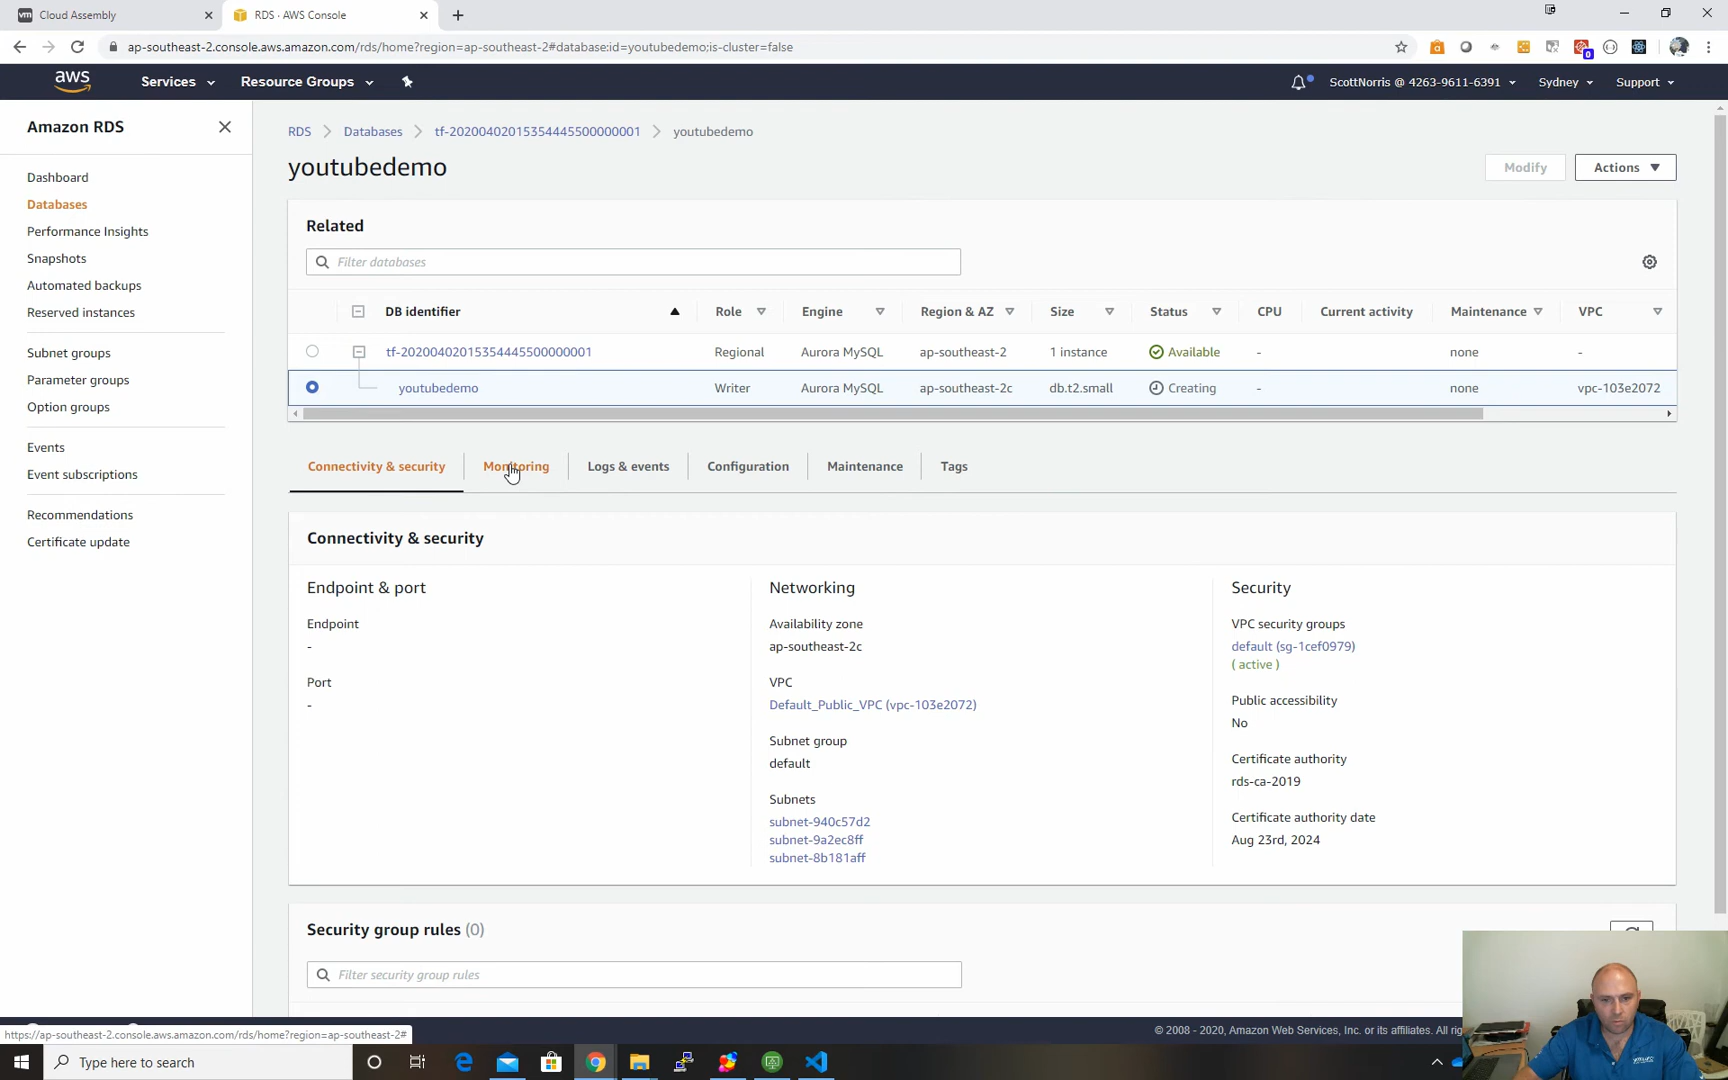 Cloud Assembly
RDS · AWS Console
ap-southeast-2.console.aws.amazon.com/rds/home?region=ap-southeast-2#database:id=youtubedemo;is-cluster=false
aws
Services
Resource Groups
ScottNorris @ 4263-9611-6391
Sydney
Support
Amazon RDS
Dashboard
Databases
Performance Insights
Snapshots
Automated backups
Reserved instances
Subnet groups
Parameter groups
Option groups
Events
Event subscriptions
Recommendations
Certificate update
RDS > Databases > tf-20200402015354445500000001 > youtubedemo
youtubedemo
Modify
Actions
Related
Filter databases
DB identifier Role Engine Region & AZ Size Status CPU Current activity Maintenance VPC
tf-20200402015354445500000001 Regional Aurora MySQL ap-southeast-2 1 instance Available - none -
youtubedemo Writer Aurora MySQL ap-southeast-2c db.t2.small Creating - none vpc-103e2072
Connectivity & security
Monitoring
Logs & events
Configuration
Maintenance
Tags
Connectivity & security
Endpoint & port
Endpoint
-
Port
-
Networking
Availability zone
ap-southeast-2c
VPC
Default_Public_VPC (vpc-103e2072)
Subnet group
default
Subnets
subnet-940c57d2
subnet-9a2ec8ff
subnet-8b181aff
Security
VPC security groups
default (sg-1cef0979)
( active )
Public accessibility
No
Certificate authority
rds-ca-2019
Certificate authority date
Aug 23rd, 2024
Security group rules (0)
Filter security group rules
https://ap-southeast-2.console.aws.amazon.com/rds/home?region=ap-southeast-2#
© 2008 - 2020, Amazon Web Services, Inc. or its affiliates. All
Type here to search